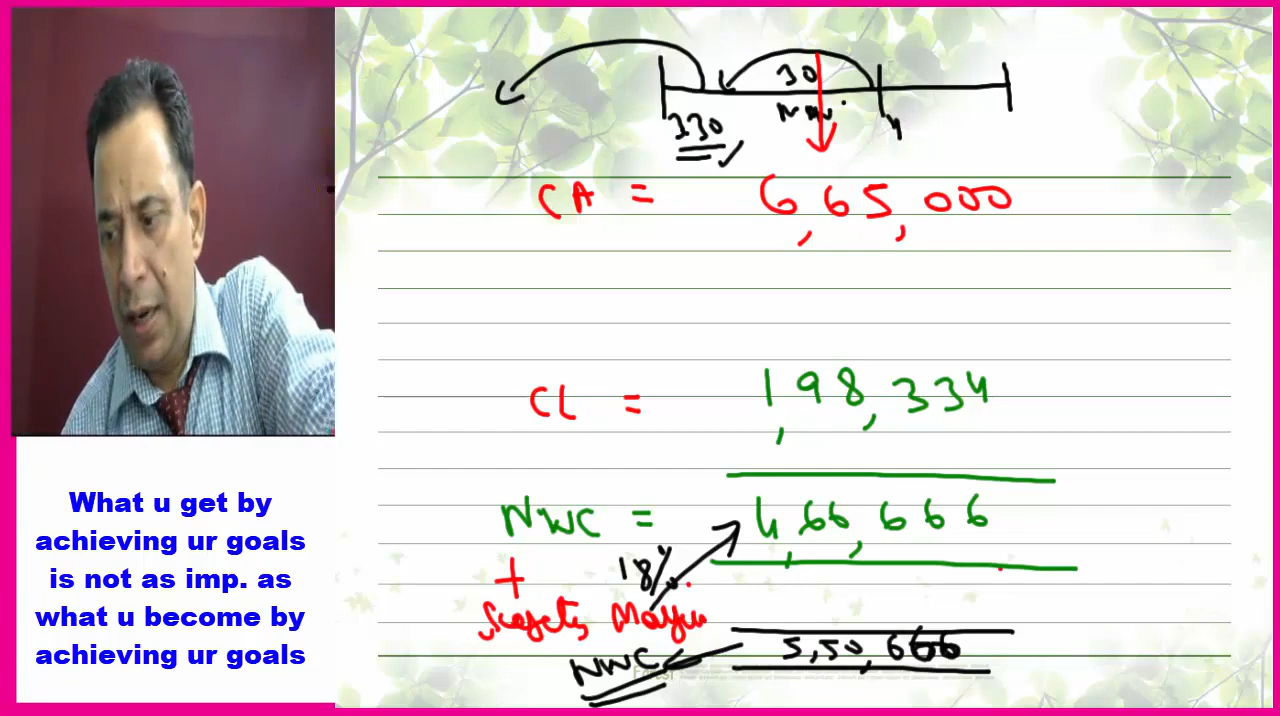 30
330
CA = 6,65,000
CL = 1,98,334
NWC = 4,66,666
+ 18%
Safety Margin
5,50,666
NWC
What u get by
achieving ur goals
is not as imp. as
what u become by
achieving ur goals